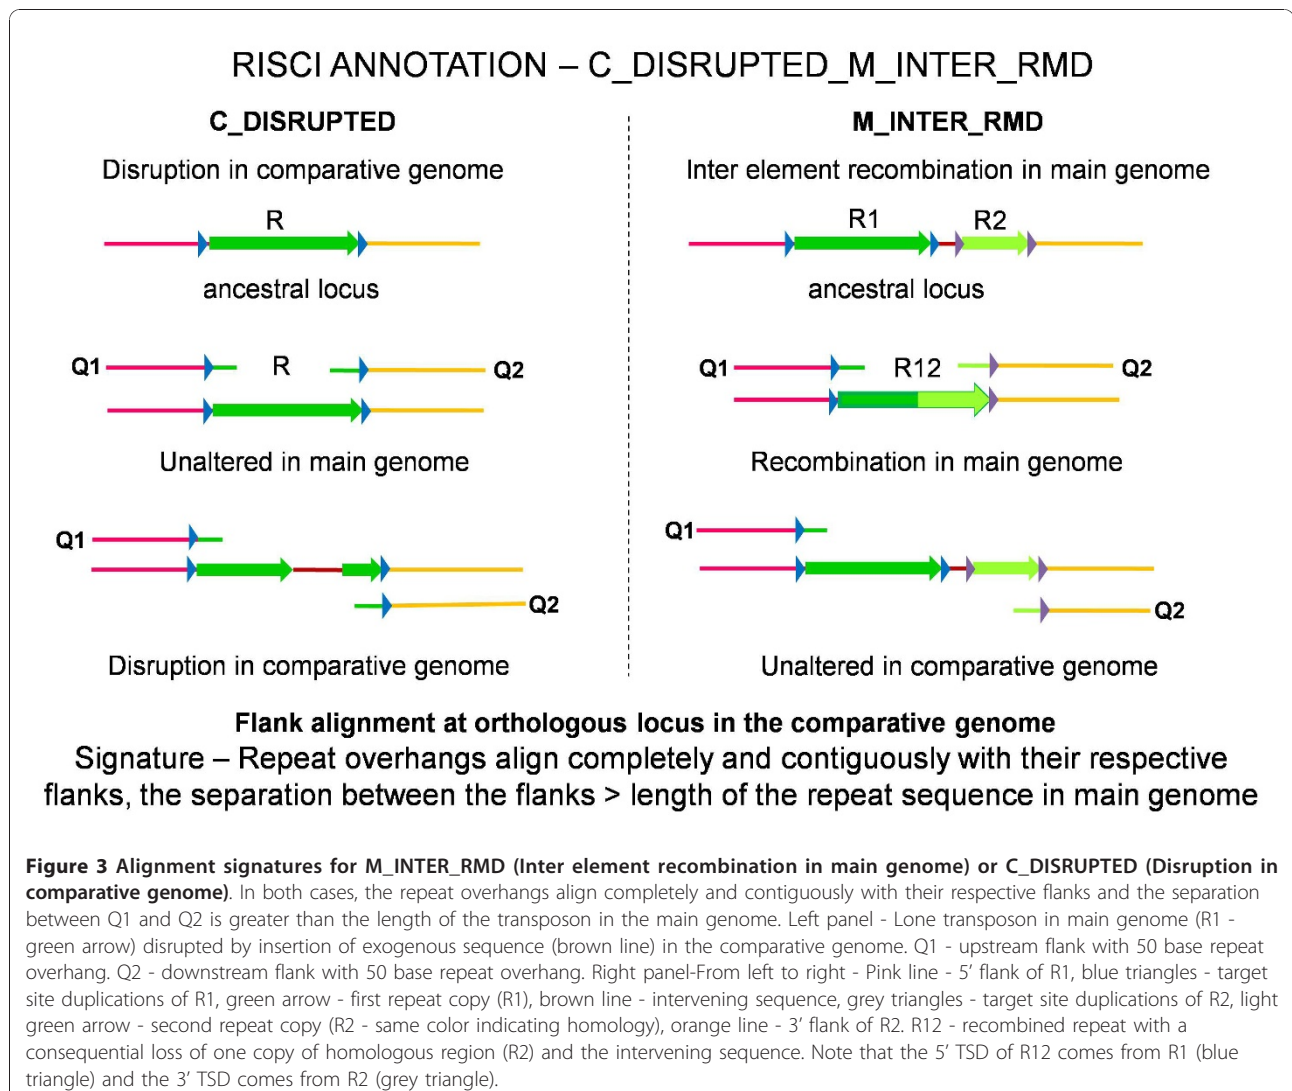 RISCI ANNOTATION – C_DISRUPTED_M_INTER_RMD
C_DISRUPTED
Disruption in comparative genome
R
ancestral locus
Q1
R
Q2
Unaltered in main genome
Q1
Q2
Disruption in comparative genome
M_INTER_RMD
Inter element recombination in main genome
R1
R2
ancestral locus
Q1
R12
Q2
Recombination in main genome
Q1
Q2
Unaltered in comparative genome
Flank alignment at orthologous locus in the comparative genome
Signature – Repeat overhangs align completely and contiguously with their respective
flanks, the separation between the flanks > length of the repeat sequence in main genome
Figure 3 Alignment signatures for M_INTER_RMD (Inter element recombination in main genome) or C_DISRUPTED (Disruption in
comparative genome). In both cases, the repeat overhangs align completely and contiguously with their respective flanks and the separation
between Q1 and Q2 is greater than the length of the transposon in the main genome. Left panel - Lone transposon in main genome (R1 -
green arrow) disrupted by insertion of exogenous sequence (brown line) in the comparative genome. Q1 - upstream flank with 50 base repeat
overhang. Q2 - downstream flank with 50 base repeat overhang. Right panel-From left to right - Pink line - 5’ flank of R1, blue triangles - target
site duplications of R1, green arrow - first repeat copy (R1), brown line - intervening sequence, grey triangles - target site duplications of R2, light
green arrow - second repeat copy (R2 - same color indicating homology), orange line - 3’ flank of R2. R12 - recombined repeat with a
consequential loss of one copy of homologous region (R2) and the intervening sequence. Note that the 5’ TSD of R12 comes from R1 (blue
triangle) and the 3’ TSD comes from R2 (grey triangle).